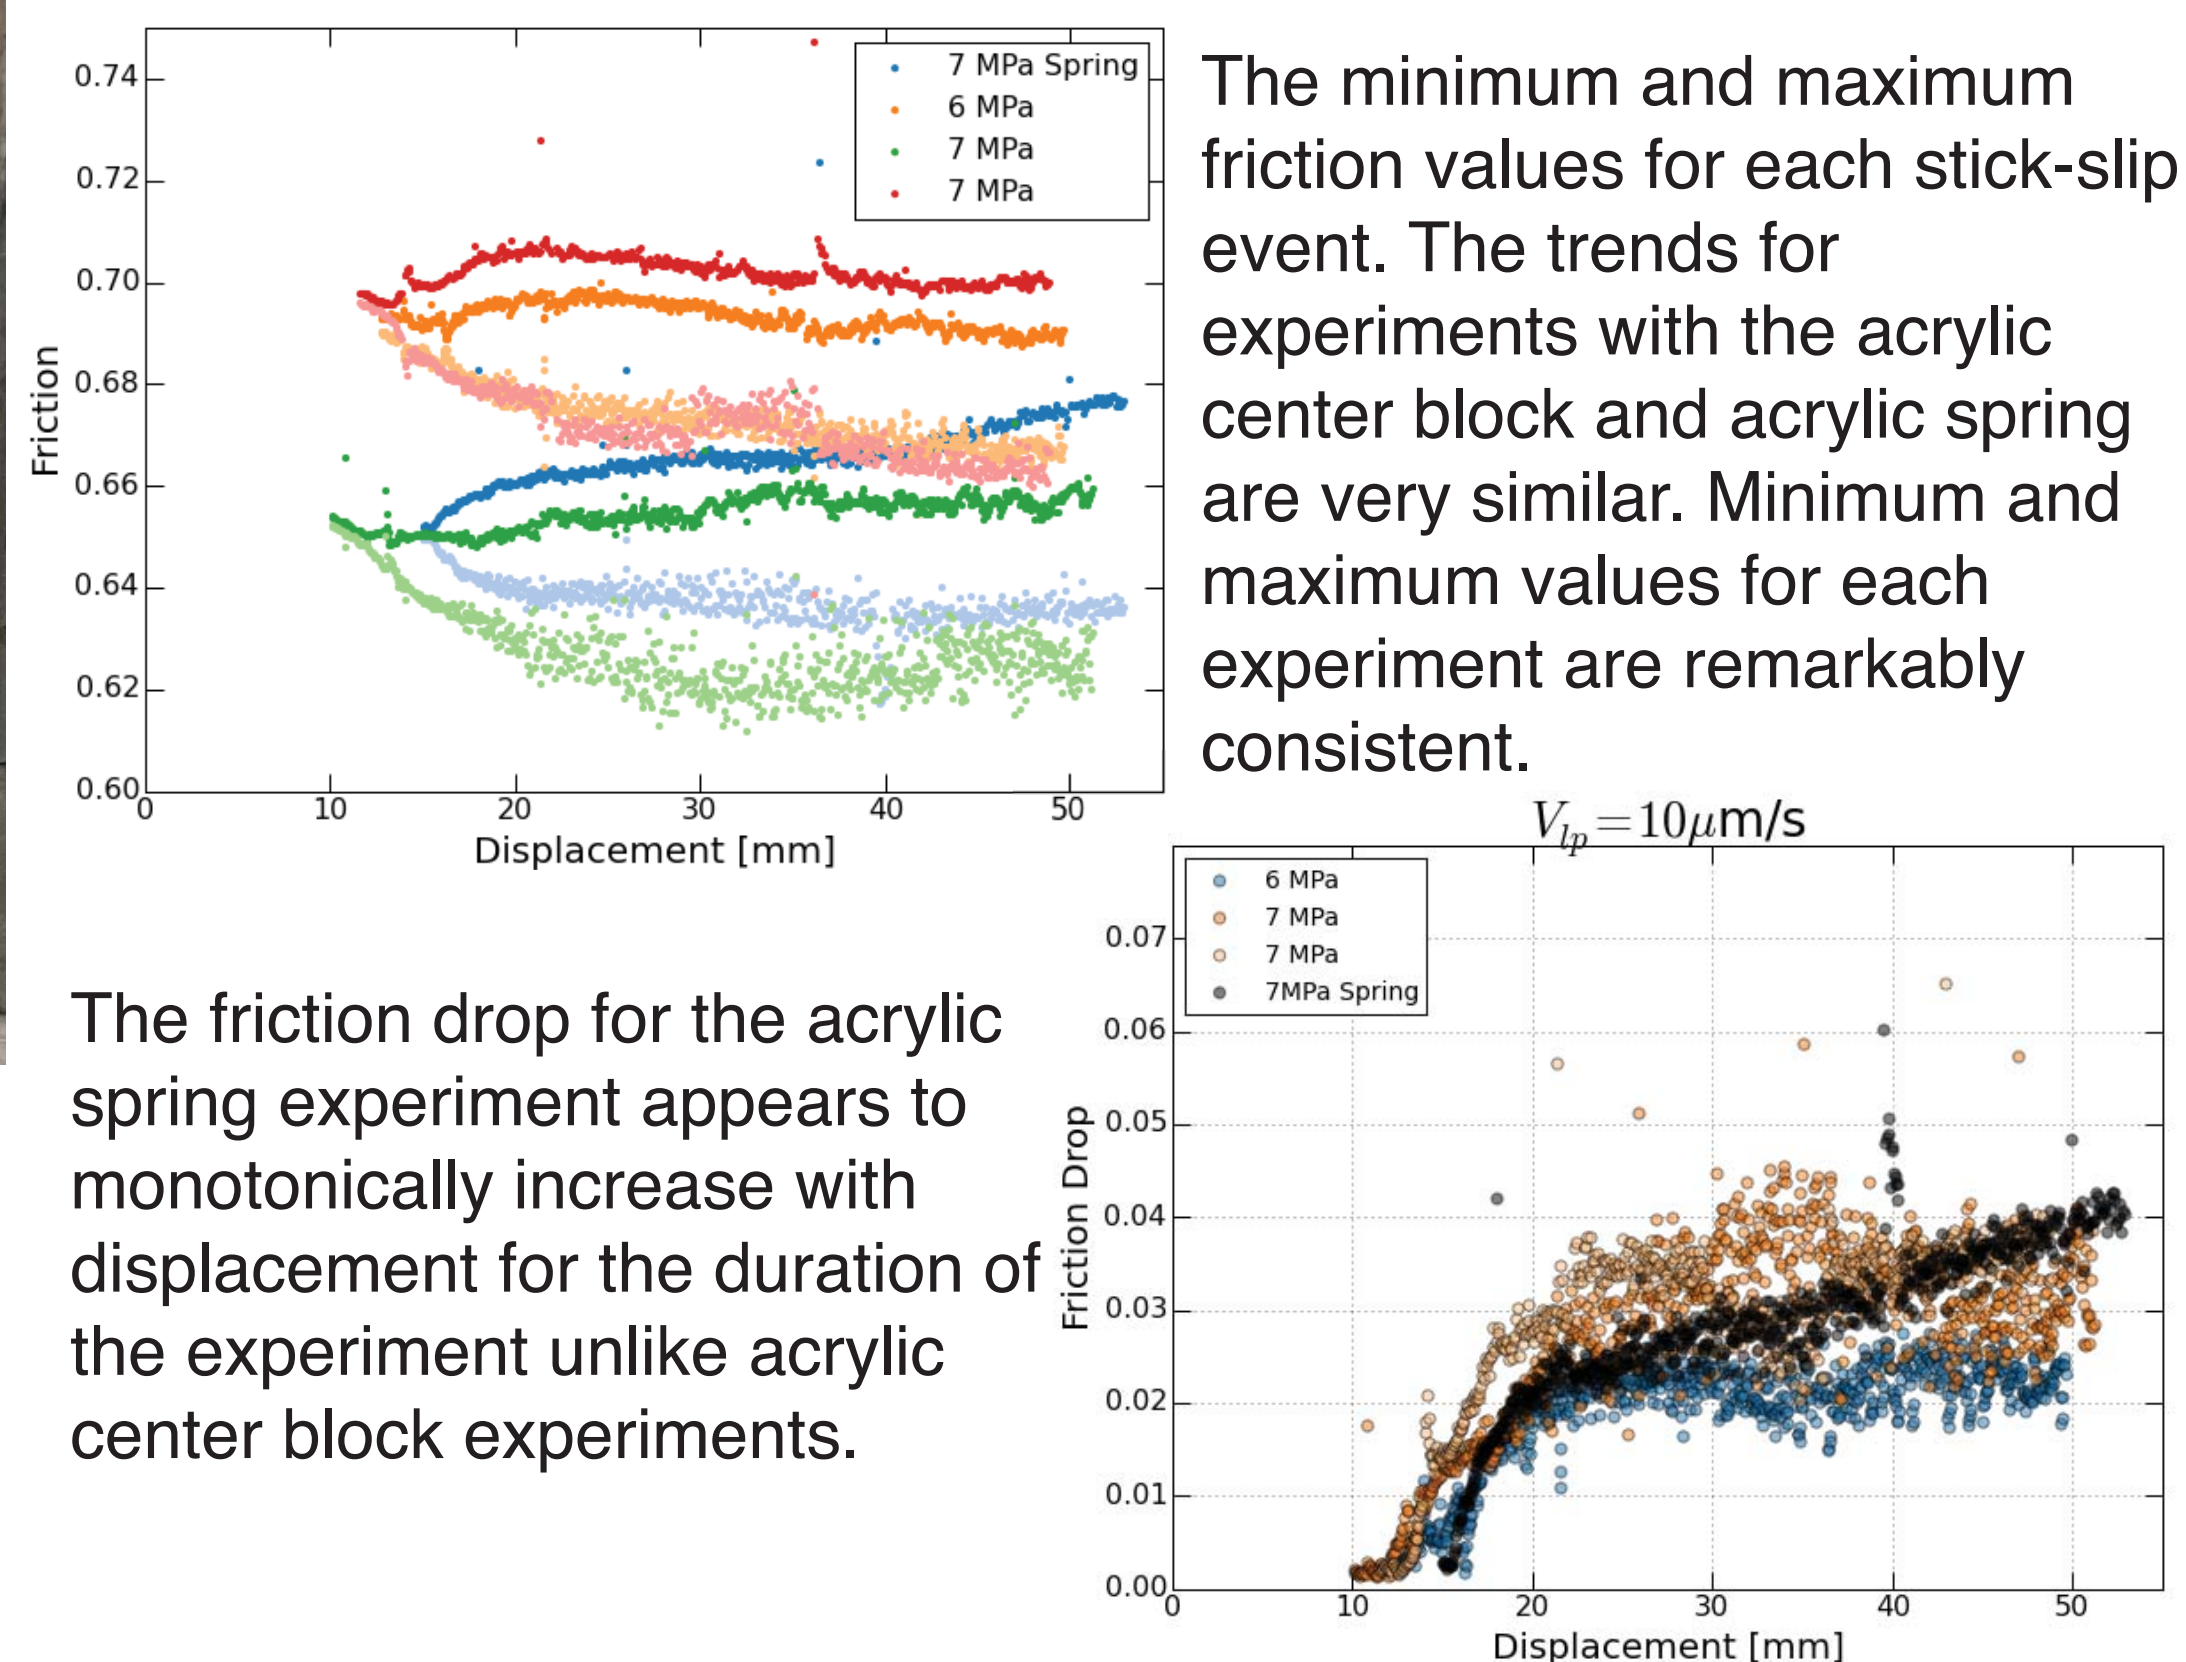 7 MPa Spring
6 MPa
7 MPa
7 MPa
0.74
0.72
0.70
0.68
0.66
0.64
0.62
0.60
Friction
0
10
20
30
40
50
Displacement [mm]
The minimum and maximum
friction values for each stick-slip
event. The trends for
experiments with the acrylic
center block and acrylic spring
are very similar. Minimum and
maximum values for each
experiment are remarkably
consistent.
The friction drop for the acrylic
spring experiment appears to
monotonically increase with
displacement for the duration of
the experiment unlike acrylic
center block experiments.
V_{lp}=10μm/s
6 MPa
7 MPa
7 MPa
7MPa Spring
0.07
0.06
0.05
0.04
0.03
0.02
0.01
0.00
Friction Drop
0
10
20
30
40
50
Displacement [mm]